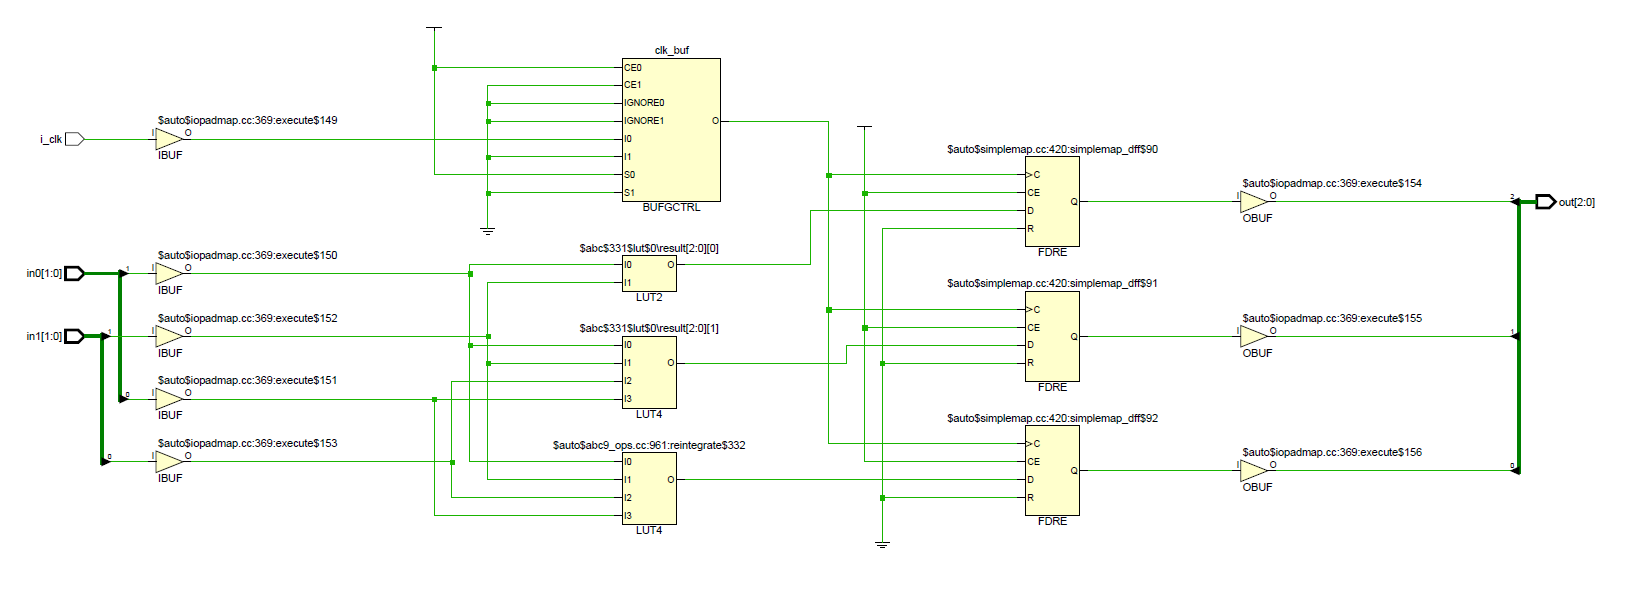 clk_buf
CE0
CE1
IGNORE0
IGNORE1
I0
I1
S0
S1
O
BUFGCTRL
i_clk
$auto$iopadmap.cc:369:execute$149
I
O
IBUF
in0[1:0]
1
0
$auto$iopadmap.cc:369:execute$150
I
O
IBUF
in1[1:0]
1
0
$auto$iopadmap.cc:369:execute$152
I
O
IBUF
$auto$iopadmap.cc:369:execute$151
I
O
IBUF
$auto$iopadmap.cc:369:execute$153
I
O
IBUF
$abc$331$lut$0\result[2:0][0]
I0
I1
O
LUT2
$abc$331$lut$0\result[2:0][1]
I0
I1
I2
I3
O
LUT4
$auto$abc9_ops.cc:961:reintegrate$332
I0
I1
I2
I3
O
LUT4
$auto$simplemap.cc:420:simplemap_dff$90
C
CE
D
R
Q
FDRE
$auto$simplemap.cc:420:simplemap_dff$91
C
CE
D
R
Q
FDRE
$auto$simplemap.cc:420:simplemap_dff$92
C
CE
D
R
Q
FDRE
$auto$iopadmap.cc:369:execute$154
I
O
OBUF
2
out[2:0]
$auto$iopadmap.cc:369:execute$155
I
O
OBUF
1
$auto$iopadmap.cc:369:execute$156
I
O
OBUF
0